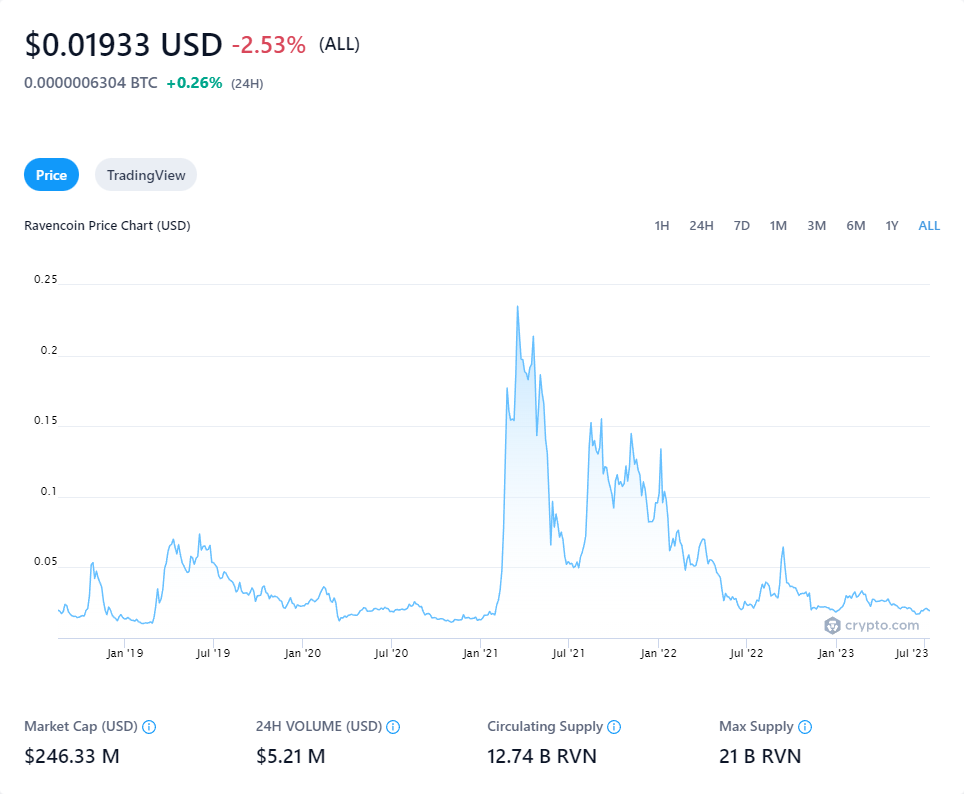 $0.01933 USD -2.53% (ALL)
0.0000006304 BTC +0.26% (24H)
Price TradingView
Ravencoin Price Chart (USD) 1H 24H 7D 1M 3M 6M 1Y ALL
0.25
0.2
0.15
0.1
0.05
crypto.com
Jan '19 Jul '19 Jan '20 Jul '20 Jan '21 Jul '21 Jan '22 Jul '22 Jan '23 Jul '23
Market Cap (USD) 24H VOLUME (USD) Circulating Supply Max Supply
$246.33 M $5.21 M 12.74 B RVN 21 B RVN